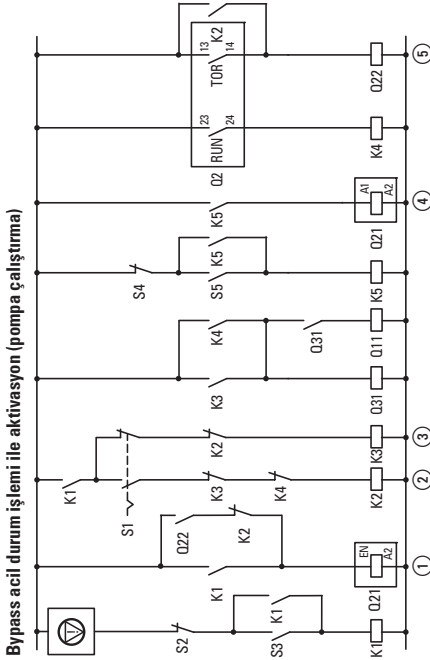 Bypass acil durum işlemi ile aktivasyon (pompa çalıştırma)
S2
S3
K1
K1
K1
Q22
K2
Q21
EN
A2
1
K1
S1
K3
K4
K2
2
K2
K3
3
K3
K4
Q31
Q31
Q11
S4
S5
K5
K5
K5
Q21
A1
A2
4
Q2
RUN
23
24
K4
TOR
13
14
K2
Q22
5